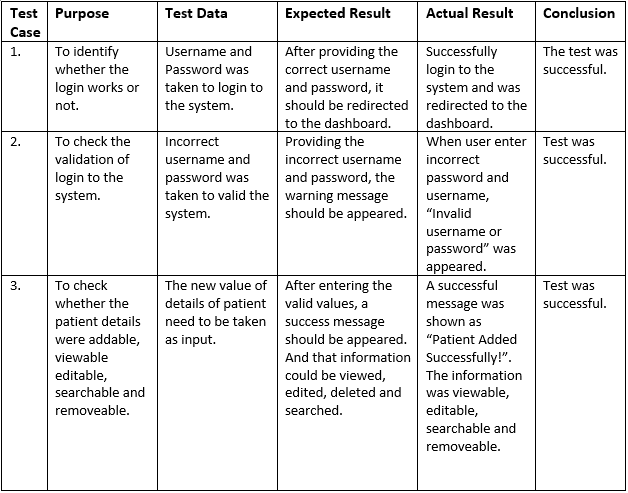 Test
Case
Purpose
Test Data
Expected Result
Actual Result
Conclusion
1.
To identify
whether the
login works or
not.
Username and
Password was
taken to login to
the system.
After providing the
correct username
and password, it
should be redirected
to the dashboard.
Successfully
login to the
system and was
redirected to the
dashboard.
The test was
successful.
2.
To check the
validation of
login to the
system.
Incorrect
username and
password was
taken to valid the
system.
Providing the
incorrect username
and password, the
warning message
should be appeared.
When user enter
incorrect
password and
username,
“Invalid
username or
password” was
appeared.
Test was
successful.
3.
To check
whether the
patient details
were addable,
viewable
editable,
searchable and
removeable.
The new value of
details of patient
need to be taken
as input.
After entering the
valid values, a
success message
should be appeared.
And that information
could be viewed,
edited, deleted and
searched.
A successful
message was
shown as
“Patient Added
Successfully!”.
The information
was viewable,
editable,
searchable and
removeable.
Test was
successful.